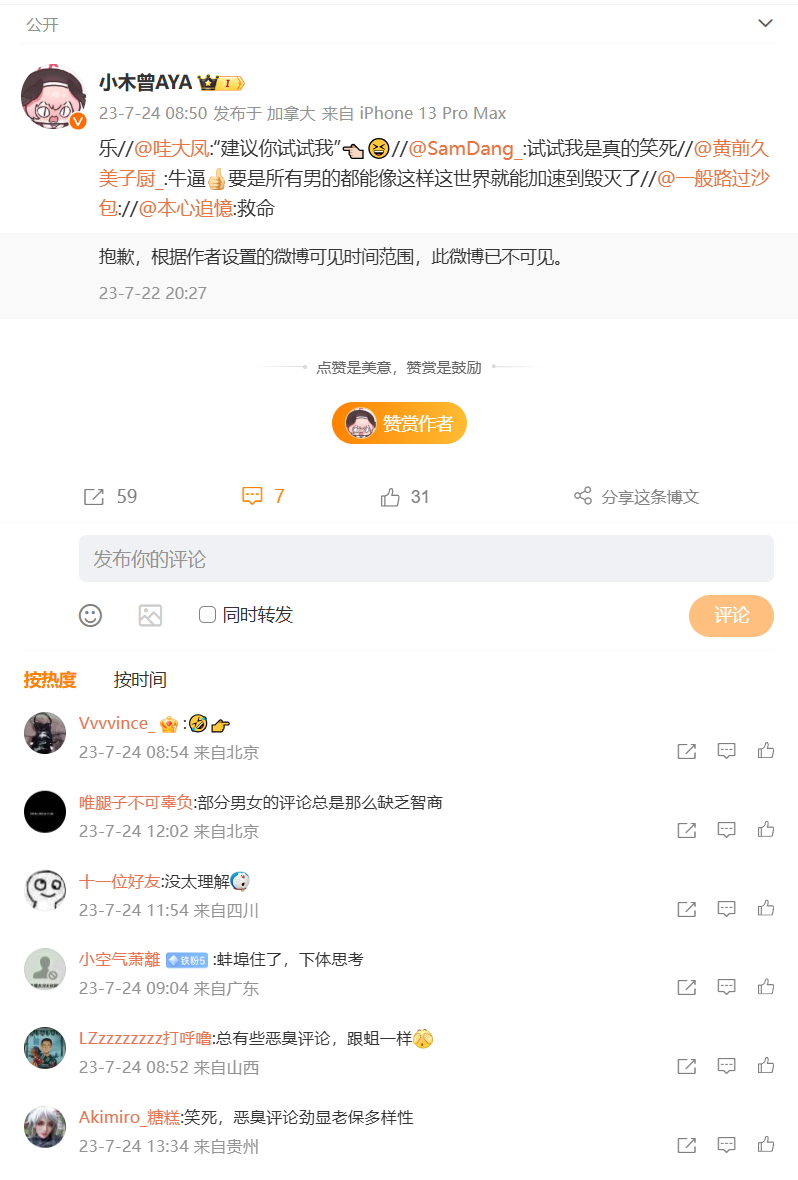 公开
小木曾AYA
23-7-24 08:50 发布于 加拿大 来自 iPhone 13 Pro Max
乐//@哇大凤:“建议你试试我”👈😆//@SamDang_:试试我是真的笑死//@黄前久
美子厨_:牛逼👍要是所有男的都能像这样这世界就能加速到毁灭了//@一般路过沙
包://@本心追憶:救命
抱歉，根据作者设置的微博可见时间范围，此微博已不可见。
23-7-22 20:27
点赞是美意，赞赏是鼓励
赞赏作者
59 7 31 分享这条博文
发布你的评论
同时转发 评论
按热度 按时间
Vvvvince_ :🤣👉
23-7-24 08:54 来自北京
唯腿子不可辜负:部分男女的评论总是那么缺乏智商
23-7-24 12:02 来自北京
十一位好友:没太理解
23-7-24 11:54 来自四川
小空气萧離 铁粉5 :蚌埠住了，下体思考
23-7-24 09:04 来自广东
LZzzzzzzzz打呼噜:总有些恶臭评论，跟蛆一样
23-7-24 08:52 来自山西
Akimiro_糖糕:笑死，恶臭评论劲显老保多样性
23-7-24 13:34 来自贵州